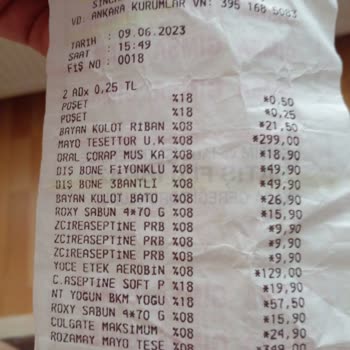 VD. ANKARA KURUMLAR VN: 395 168 5083
TARIH : 09.06.2023
SAAT : 15:49
FİŞ NO : 0018
2 ADx 0,25 TL
POŞET %18 *0,50
POŞET %18 *0,25
BAYAN KULOT RIBAN %08 *21,50
MAYO TESETTOR U.K %08 *299,00
ORAL ÇORAP MUS KA %08 *18,90
DIŞ BONE FIYONKLU %08 *49,90
DIŞ BONE 3BANTLI %08 *49,90
BAYAN KULOT BATO %08 *26,90
ROXY SABUN 4*70 G %08 *15,90
ZCIREASEPTINE PRB %08 *9,90
ZCIREASEPTINE PRB %08 *9,90
ZCIREASEPTINE PRB %08 *9,90
YOCE ETEK AEROBIN %08 *129,00
C.ASEPTINE SOFT P %18 *19,90
NT YOGUN BKM YOGU %18 *57,50
ROXY SABUN 4*70 G %08 *15,90
COLGATE MAKSIMUM %08 *24,90
ROZAMAY MAYO TESE %08